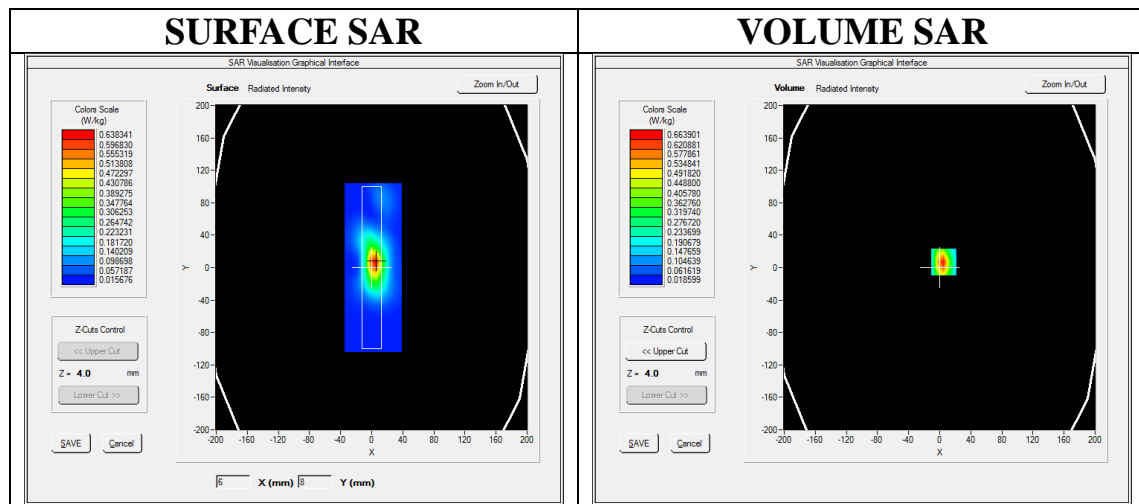 SURFACE SAR
SAR Visualisation Graphical Interface
Surface Radiated Intensity
Zoom In/Out
Colors Scale
(W/kg)
0.638341
0.596830
0.555319
0.513808
0.472297
0.430786
0.389275
0.347764
0.306253
0.264742
0.223231
0.181720
0.140209
0.098698
0.057187
0.015676
Z-Cuts Control
<< Upper Cut
Z = 4.0 mm
Lower Cut >>
SAVE Cancel
200
160
120
80
40
0
-40
-80
-120
-160
-200
Y
-200 -160 -120 -80 -40 0 40 80 120 160 200
X
6 X (mm) 8 Y (mm)
VOLUME SAR
SAR Visualisation Graphical Interface
Volume Radiated Intensity
Zoom In/Out
Colors Scale
(W/kg)
0.663901
0.620881
0.577861
0.534841
0.491820
0.448800
0.405780
0.362760
0.319740
0.276720
0.233699
0.190679
0.147659
0.104639
0.061619
0.018599
Z-Cuts Control
<< Upper Cut
Z = 4.0 mm
Lower Cut >>
SAVE Cancel
200
160
120
80
40
0
-40
-80
-120
-160
-200
Y
-200 -160 -120 -80 -40 0 40 80 120 160 200
X